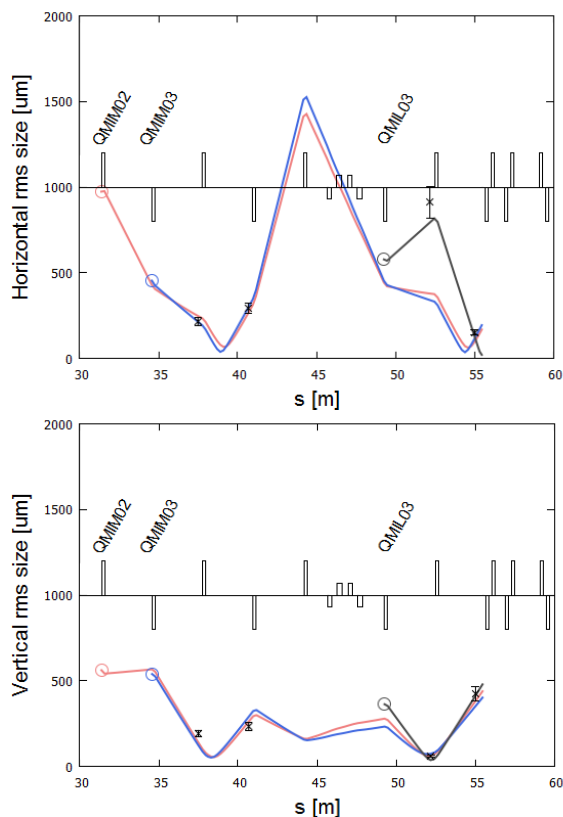 2000
1500
1000
500
0
Horizontal rms size [um]
QMIM02
QMIM03
QMIL03
30 35 40 45 50 55 60
s [m]
2000
1500
1000
500
0
Vertical rms size [um]
QMIM02
QMIM03
QMIL03
30 35 40 45 50 55 60
s [m]